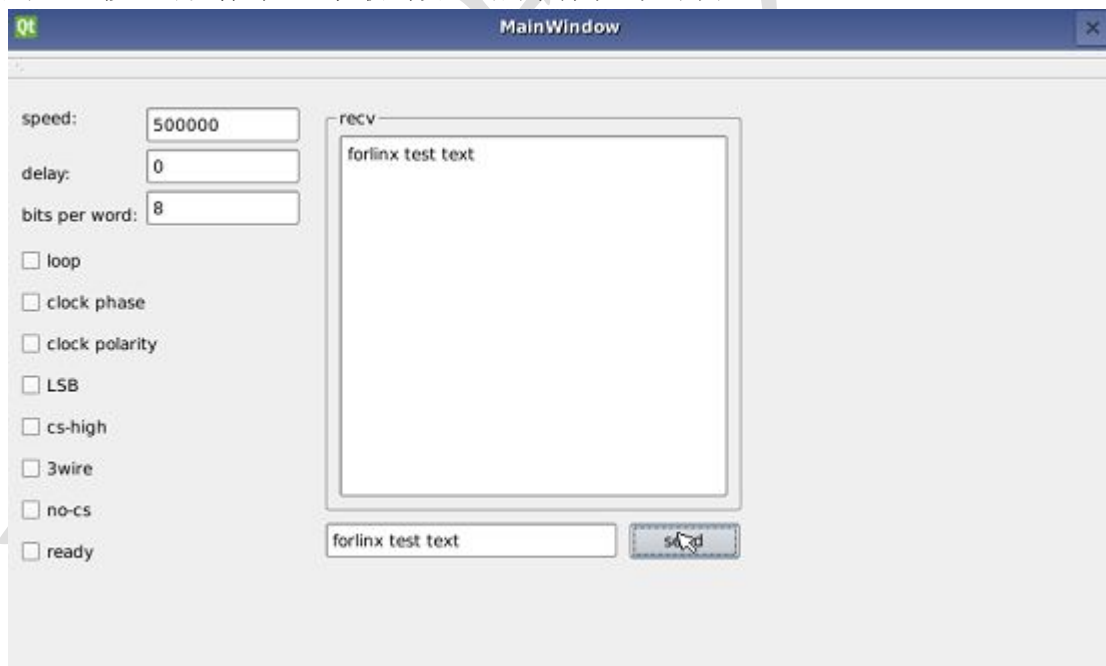 Qt MainWindow
speed: 500000
delay: 0
bits per word: 8
loop
clock phase
clock polarity
LSB
cs-high
3wire
no-cs
ready
recv
forlinx test text
forlinx test text